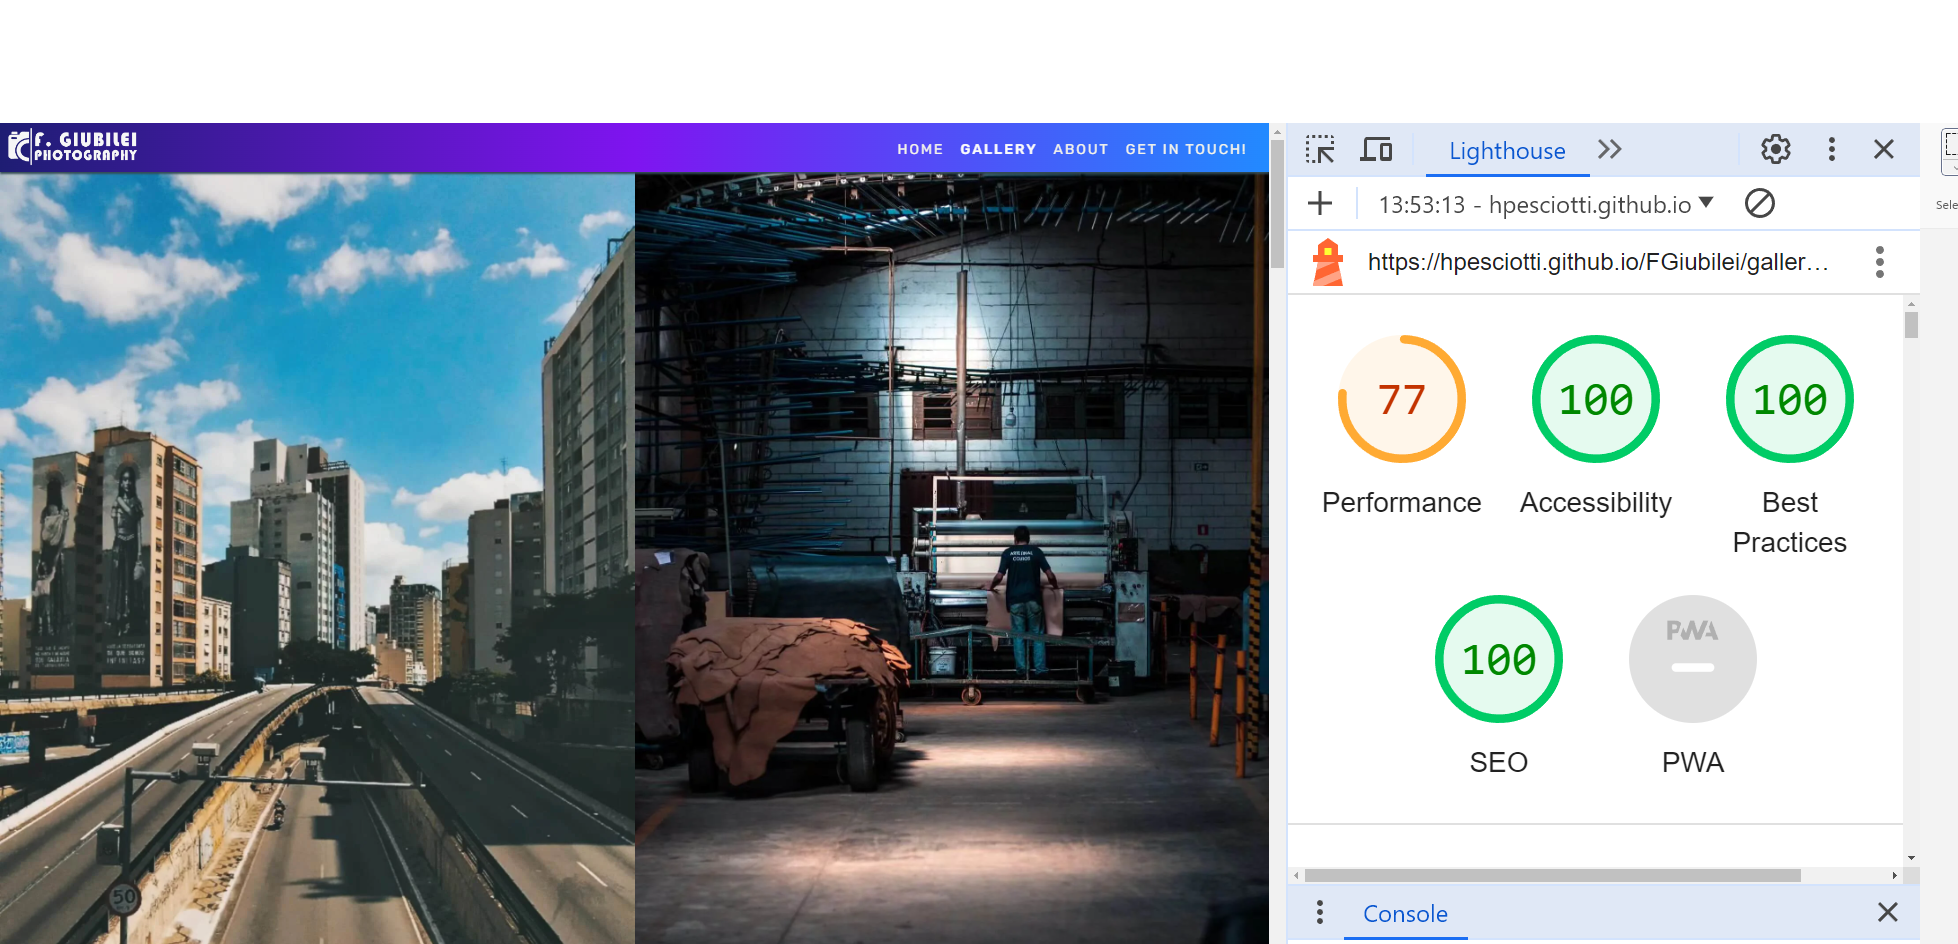 F. GIUBILEI
PHOTOGRAPHY
HOME GALLERY ABOUT GET IN TOUCH!
Lighthouse
13:53:13 - hpesciotti.github.io
https://hpesciotti.github.io/FGiubilei/galler…
77
Performance
100
Accessibility
100
Best
Practices
100
SEO
PWA
PWA
Console
Sele
50